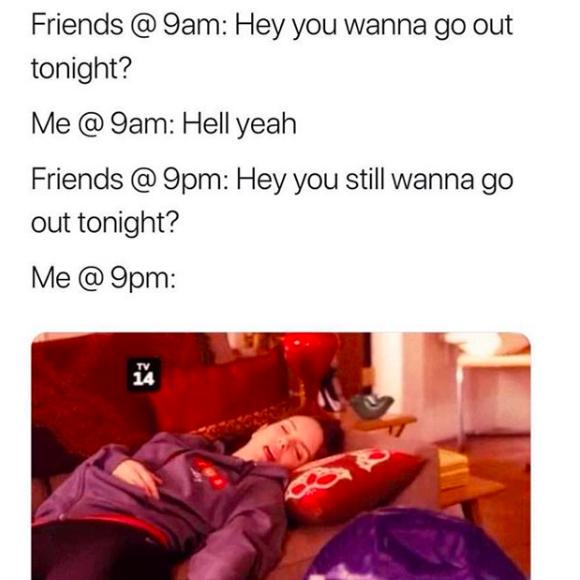 Friends @ 9am: Hey you wanna go out
tonight?
Me @ 9am: Hell yeah
Friends @ 9pm: Hey you still wanna go
out tonight?
Me @ 9pm:
TV
14